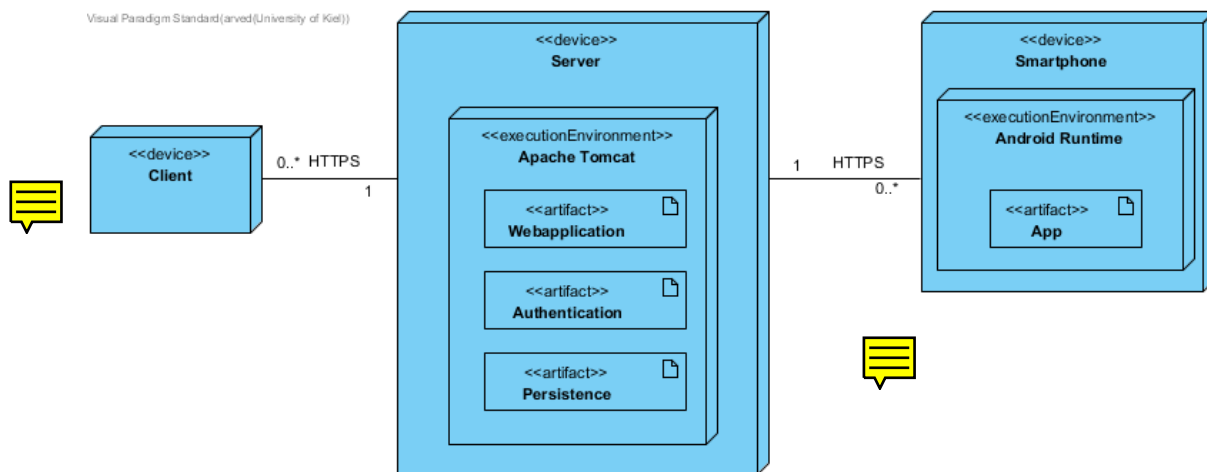 Visual Paradigm Standard(arved(University of Kiel))
<<device>>
Client
0..* HTTPS
1
<<device>>
Server
<<executionEnvironment>>
Apache Tomcat
<<artifact>>
Webapplication
<<artifact>>
Authentication
<<artifact>>
Persistence
1 HTTPS
0..*
<<device>>
Smartphone
<<executionEnvironment>>
Android Runtime
<<artifact>>
App